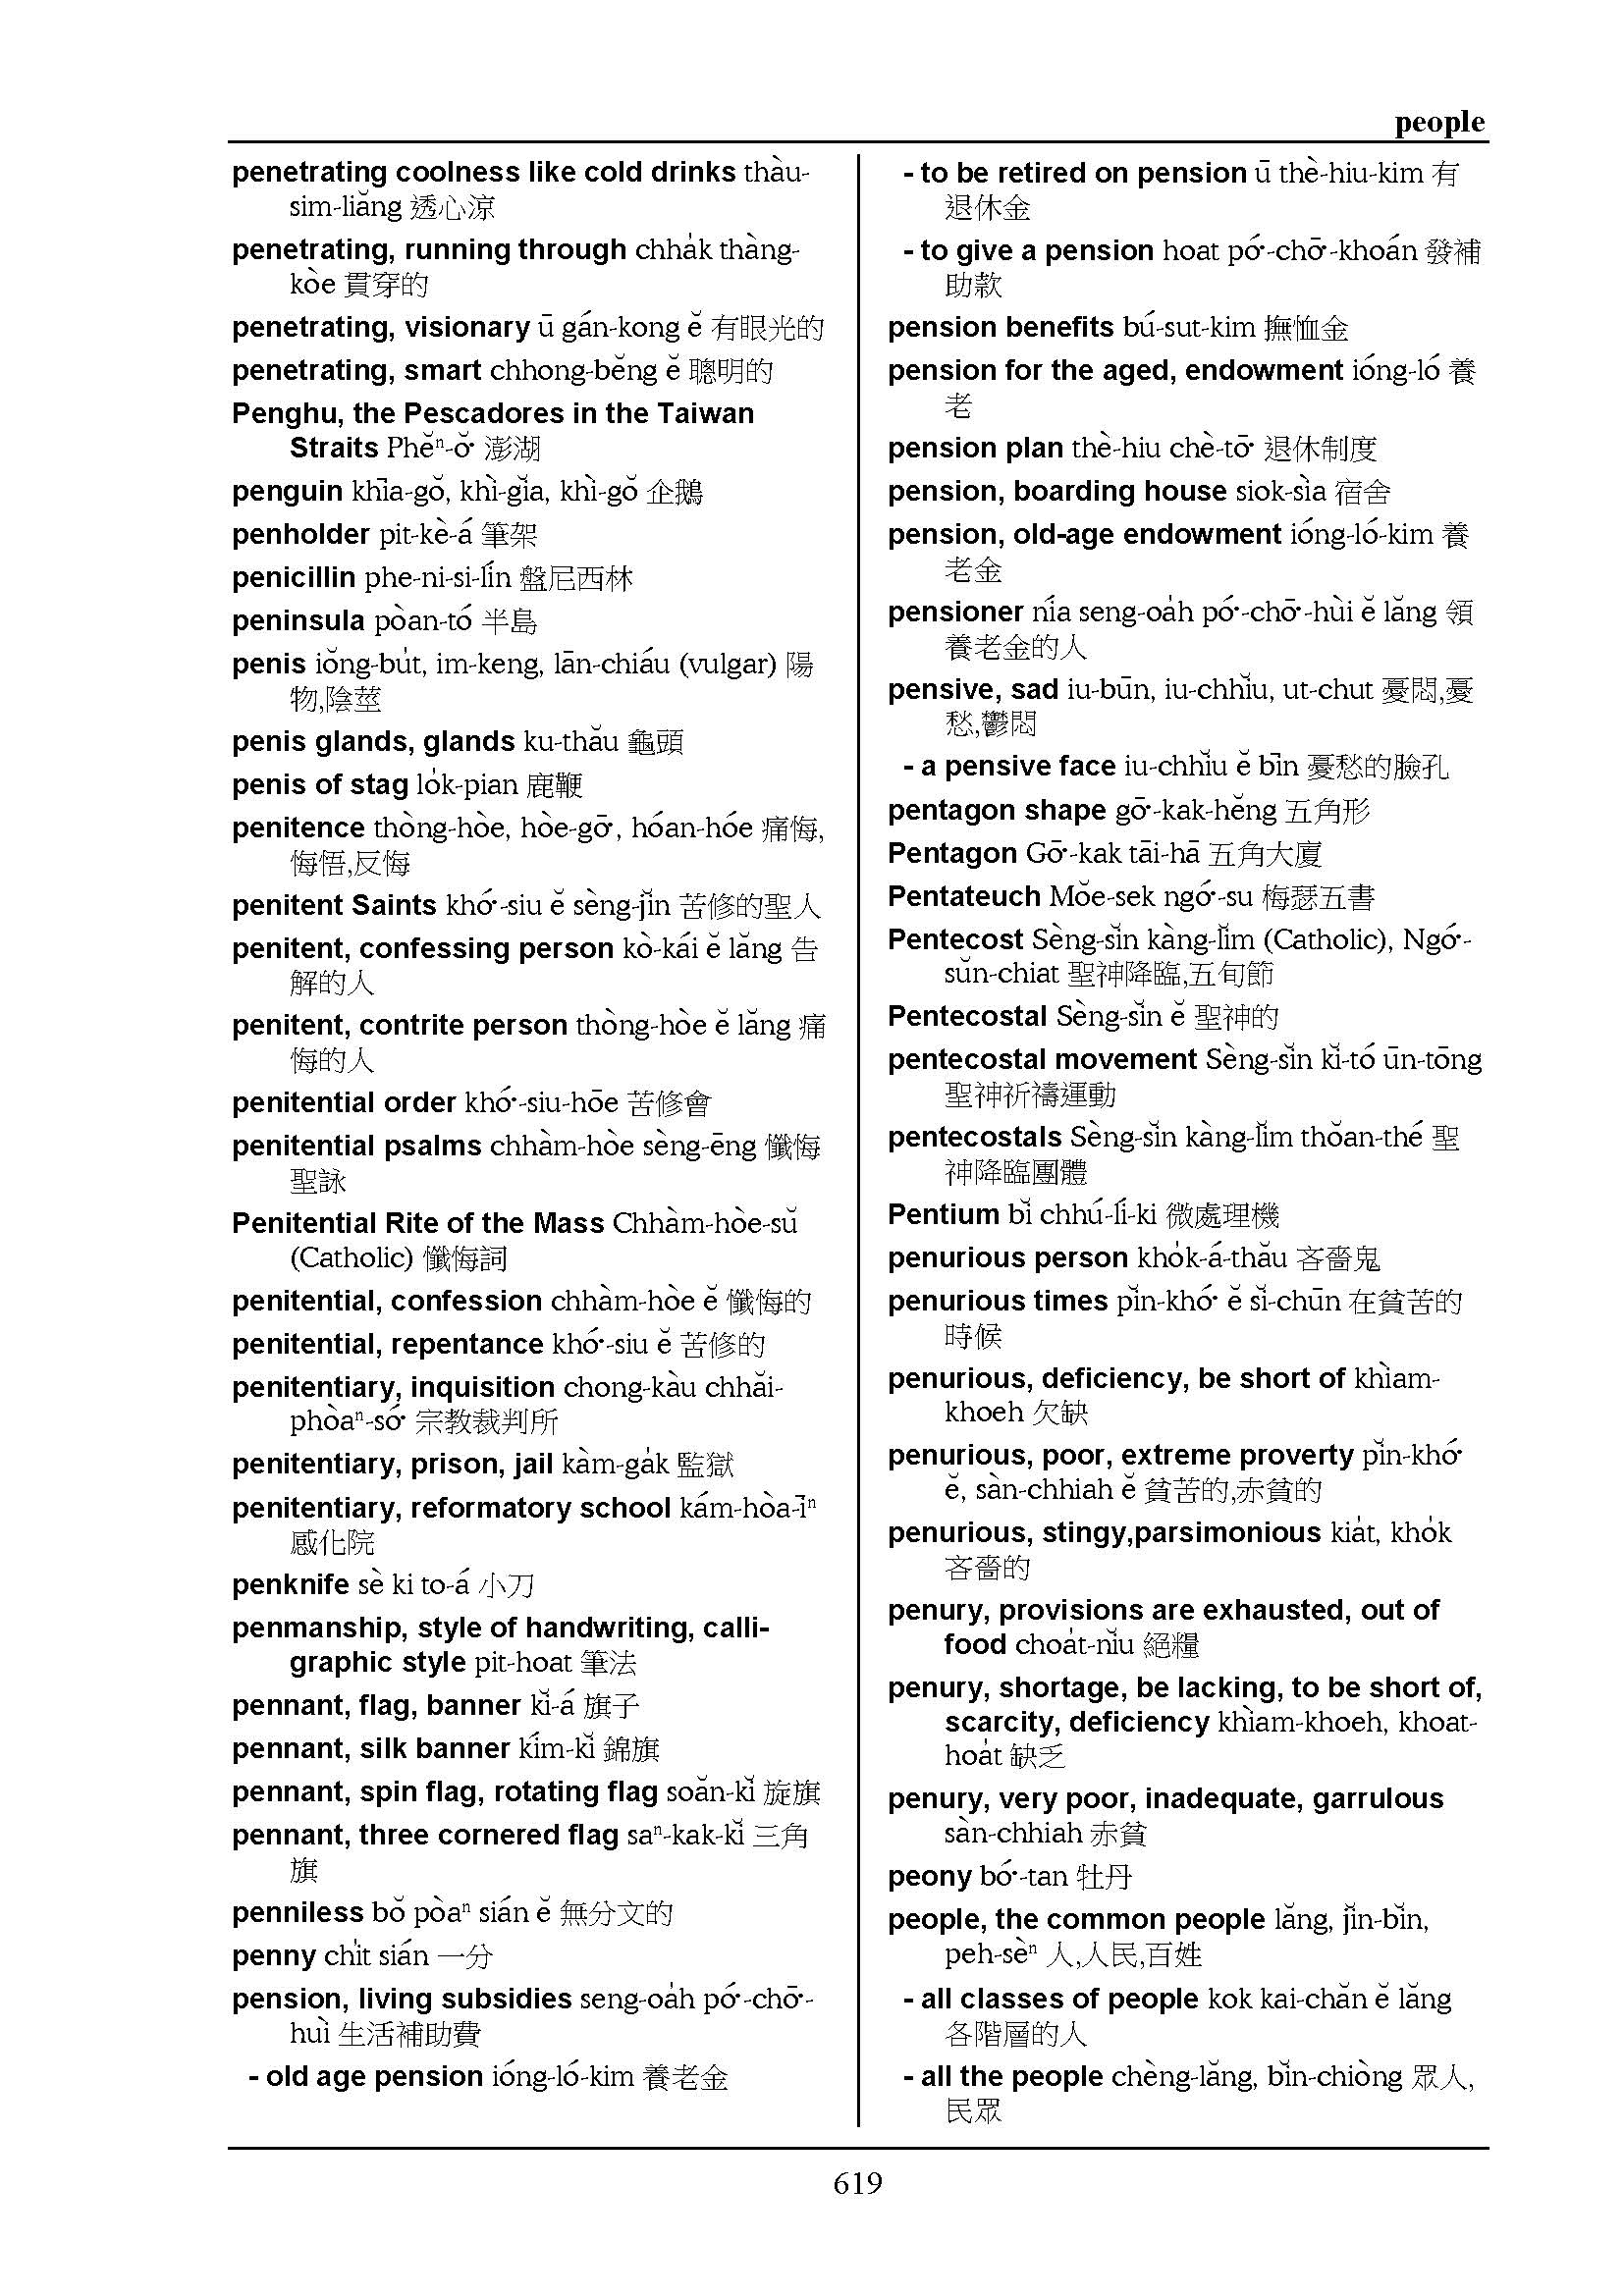 people
penetrating coolness like cold drinks thàu-
sim-liăng 透心涼
penetrating, running through chha̍k thàng-
kòe 貫穿的
penetrating, visionary ū gán-kong ĕ 有眼光的
penetrating, smart chhong-bĕng ĕ 聰明的
Penghu, the Pescadores in the Taiwan
Straits Phĕⁿ-ŏ͘ 澎湖
penguin khīa-gŏ, khì-gĭa, khì-gŏ 企鵝
penholder pit-kè-á 筆架
penicillin phe-ni-si-lín 盤尼西林
peninsula pòan-tó 半島
penis iŏng-bu̍t, im-keng, lān-chiáu (vulgar) 陽
物,陰莖
penis glands, glands ku-thău 龜頭
penis of stag lo̍k-pian 鹿鞭
penitence thòng-hòe, hòe-gō͘, hóan-hóe 痛悔,
悔悟,反悔
penitent Saints khó͘-siu ĕ sèng-jĭn 苦修的聖人
penitent, confessing person kò-kái ĕ lăng 告
解的人
penitent, contrite person thòng-hòe ĕ lăng 痛
悔的人
penitential order khó͘-siu-hōe 苦修會
penitential psalms chhàm-hòe sèng-ēng 懺悔
聖詠
Penitential Rite of the Mass Chhàm-hòe-sŭ
(Catholic) 懺悔詞
penitential, confession chhàm-hòe ĕ 懺悔的
penitential, repentance khó͘-siu ĕ 苦修的
penitentiary, inquisition chong-kàu chhăi-
phòaⁿ-só͘ 宗教裁判所
penitentiary, prison, jail kàm-ga̍k 監獄
penitentiary, reformatory school kám-hòa-īⁿ
感化院
penknife sè ki to-á 小刀
penmanship, style of handwriting, calli-
graphic style pit-hoat 筆法
pennant, flag, banner kĭ-á 旗子
pennant, silk banner kím-kĭ 錦旗
pennant, spin flag, rotating flag soăn-kĭ 旋旗
pennant, three cornered flag saⁿ-kak-kĭ 三角
旗
penniless bŏ pòaⁿ sián ĕ 無分文的
penny chi̍t sián 一分
pension, living subsidies seng-oa̍h pó͘-chō͘-
huì 生活補助費
- old age pension ióng-ló-kim 養老金
- to be retired on pension ū thè-hiu-kim 有
退休金
- to give a pension hoat pó͘-chō͘-khoán 發補
助款
pension benefits bú-sut-kim 撫恤金
pension for the aged, endowment ióng-ló 養
老
pension plan thè-hiu chè-tō͘ 退休制度
pension, boarding house siok-sìa 宿舍
pension, old-age endowment ióng-ló-kim 養
老金
pensioner nía seng-oa̍h pó͘-chō͘-hùi ĕ lăng 領
養老金的人
pensive, sad iu-būn, iu-chhĭu, ut-chut 憂悶,憂
愁,鬱悶
- a pensive face iu-chhĭu ĕ bīn 憂愁的臉孔
pentagon shape gō͘-kak-hĕng 五角形
Pentagon Gō͘-kak tāi-hā 五角大廈
Pentateuch Mŏe-sek ngó͘-su 梅瑟五書
Pentecost Sèng-sĭn kàng-lĭm (Catholic), Ngó͘-
sŭn-chiat 聖神降臨,五旬節
Pentecostal Sèng-sĭn ĕ 聖神的
pentecostal movement Sèng-sĭn kĭ-tó ūn-tōng
聖神祈禱運動
pentecostals Sèng-sĭn kàng-lĭm thŏan-thé 聖
神降臨團體
Pentium bĭ chhú-lí-ki 微處理機
penurious person kho̍k-á-thău 吝嗇鬼
penurious times pĭn-khó͘ ĕ sĭ-chūn 在貧苦的
時候
penurious, deficiency, be short of khìam-
khoeh 欠缺
penurious, poor, extreme proverty pĭn-khó͘
ĕ, sàn-chhiah ĕ 貧苦的,赤貧的
penurious, stingy,parsimonious kia̍t, kho̍k
吝嗇的
penury, provisions are exhausted, out of
food choa̍t-nĭu 絕糧
penury, shortage, be lacking, to be short of,
scarcity, deficiency khìam-khoeh, khoat-
hoa̍t 缺乏
penury, very poor, inadequate, garrulous
sàn-chhiah 赤貧
peony bó͘-tan 牡丹
people, the common people lăng, jĭn-bĭn,
peh-sèⁿ 人,人民,百姓
- all classes of people kok kai-chăn ĕ lăng
各階層的人
- all the people chèng-lăng, bĭn-chiòng 眾人,
民眾
619